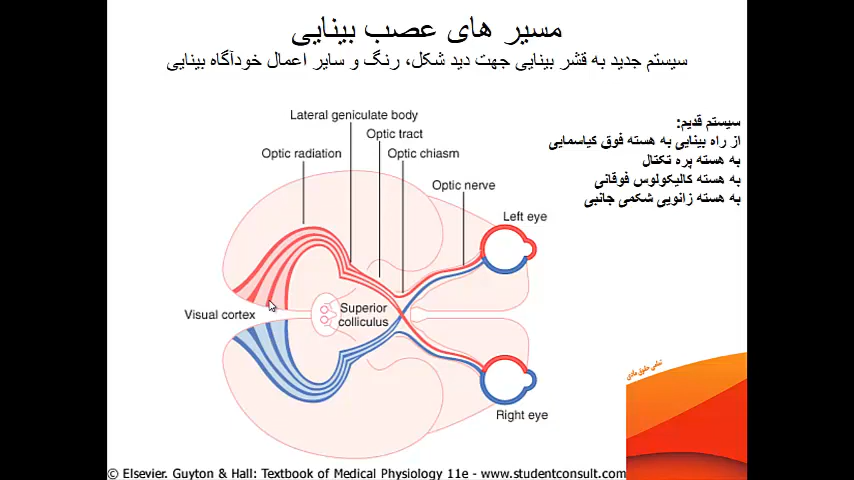 مسیر های عصب بینایی
سیستم جدید به قشر بینایی جهت دید شکل، رنگ و سایر اعمال خودآگاه بینایی
سیستم قدیم:
از راه بینایی به هسته فوق کیاسمایی
به هسته پره تکتال
به هسته کالیکولوس فوقانی
به هسته زانویی شکمی جانبی
Lateral geniculate body
Optic tract
Optic radiation
Optic chiasm
Optic nerve
Left eye
Visual cortex
Superior
colliculus
Right eye
تمامی حقوق مادی
© Elsevier. Guyton & Hall: Textbook of Medical Physiology 11e - www.studentconsult.com